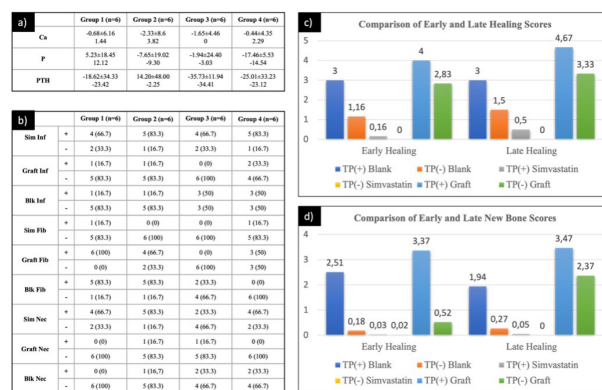 a)
Group 1 (n=6) Group 2 (n=6) Group 3 (n=6) Group 4 (n=6)
Ca -0.68±6.16 -2.33±8.6 -1.65±4.46 -0.44±4.35
1.44 3.82 0 2.29
P 5.23±18.45 -7.65±19.02 -1.94±24.40 -17.46±5.53
12.12 -9.30 -3.03 -14.54
PTH -18.62±34.33 14.20±48.00 -35.73±11.94 -25.01±33.23
-23.42 -2.25 -34.41 -23.12
b)
Group 1 (n=6) Group 2 (n=6) Group 3 (n=6) Group 4 (n=6)
Sim Inf + 4 (66.7) 5 (83.3) 4 (66.7) 5 (83.3)
- 2 (33.3) 1 (16.7) 2 (33.3) 1 (16.7)
Graft Inf + 1 (16.7) 1 (16.7) 0 (0) 2 (33.3)
- 5 (83.3) 5 (83.3) 6 (100) 4 (66.7)
Blk Inf + 1 (16.7) 1 (16.7) 3 (50) 3 (50)
- 5 (83.3) 5 (83.3) 3 (50) 3 (50)
Sim Fib + 1 (16.7) 0 (0) 0 (0) 1 (16.7)
- 5 (83.3) 6 (100) 6 (100) 5 (83.3)
Graft Fib + 6 (100) 4 (66.7) 0 (0) 3 (50)
- 0 (0) 2 (33.3) 6 (100) 3 (50)
Blk Fib + 5 (83.3) 5 (83.3) 2 (33.3) 0 (0)
- 1 (16.7) 1 (16.7) 4 (66.7) 6 (100)
Sim Nec + 4 (66.7) 5 (83.3) 2 (33.3) 4 (66.7)
- 2 (33.3) 1 (16.7) 4 (66.7) 2 (33.3)
Graft Nec + 0 (0) 1 (16,7) 1 (16.7) 0 (0)
- 6 (100) 5 (83.3) 5 (83.3) 6 (100)
Blk Nec + 0 (0) 1 (16,7) 2 (33.3) 2 (33.3)
- 6 (100) 5 (83.3) 4 (66.7) 4 (66.7)
c)
Comparison of Early and Late Healing Scores
5
4
3
2
1
0
3 1,16 0,16 0 4 2,83 3 1,5 0,5 0 4,67 3,33
Early Healing Late Healing
TP(+) Blank TP(-) Blank TP(+) Simvastatin
TP(-) Simvastatin TP(+) Graft TP(-) Graft
d)
Comparison of Early and Late New Bone Scores
4
3
2
1
0
2,51 0,18 0,03 0,02 3,37 0,52 1,94 0,27 0,05 0 3,47 2,37
Early Healing Late Healing
TP(+) Blank TP(-) Blank TP(+) Simvastatin
TP(-) Simvastatin TP(+) Graft TP(-) Graft